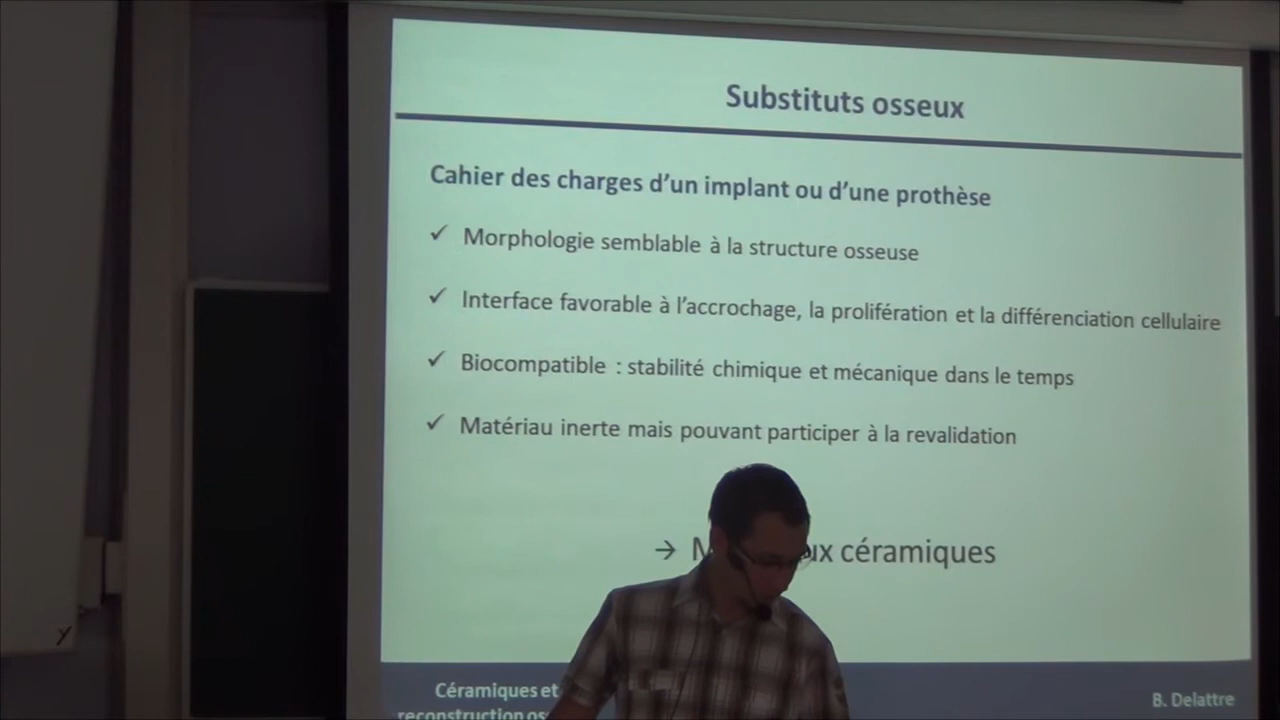 Substituts osseux
Cahier des charges d'un implant ou d'une prothèse
✓ Morphologie semblable à la structure osseuse
✓ Interface favorable à l'accrochage, la prolifération et la différenciation cellulaire
✓ Biocompatible : stabilité chimique et mécanique dans le temps
✓ Matériau inerte mais pouvant participer à la revalidation
→ céramiques
Céramiques et
reconstruction
B. Delattre